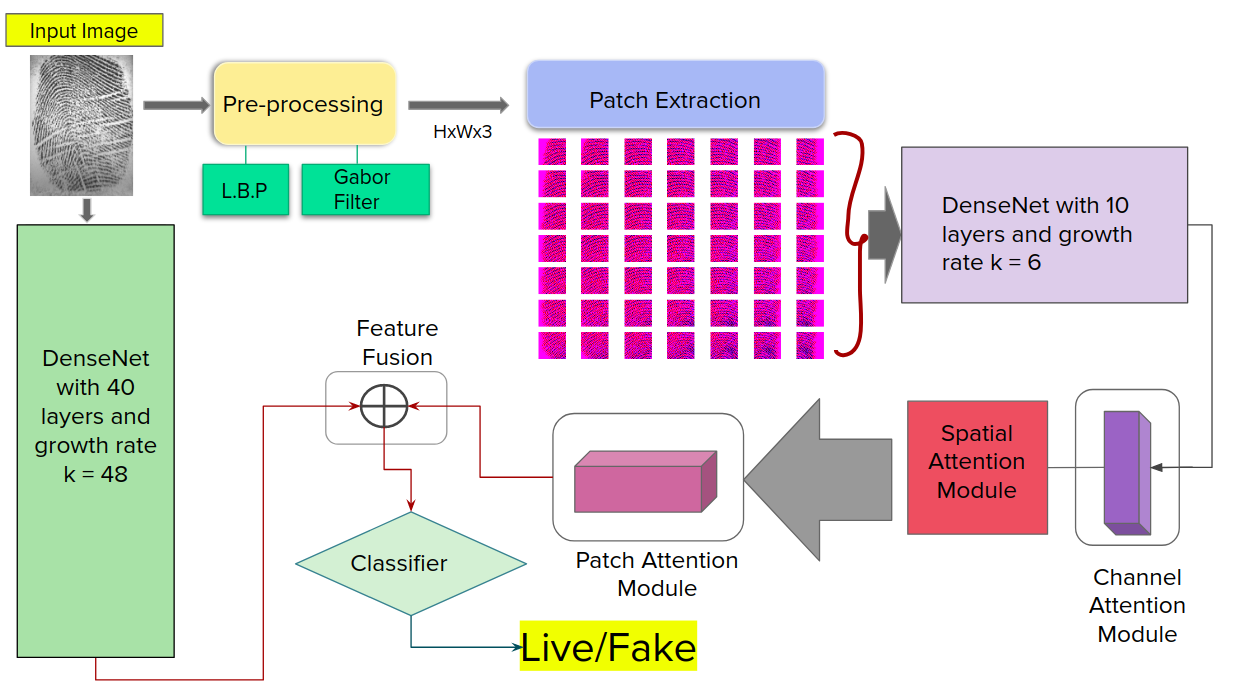 Input Image
Pre-processing
HxWx3
Patch Extraction
L.B.P
Gabor
Filter
DenseNet with 10
layers and growth
rate k = 6
DenseNet
with 40
layers and
growth rate
k = 48
Feature
Fusion
Spatial
Attention
Module
Channel
Attention
Module
Patch Attention
Module
Classifier
Live/Fake